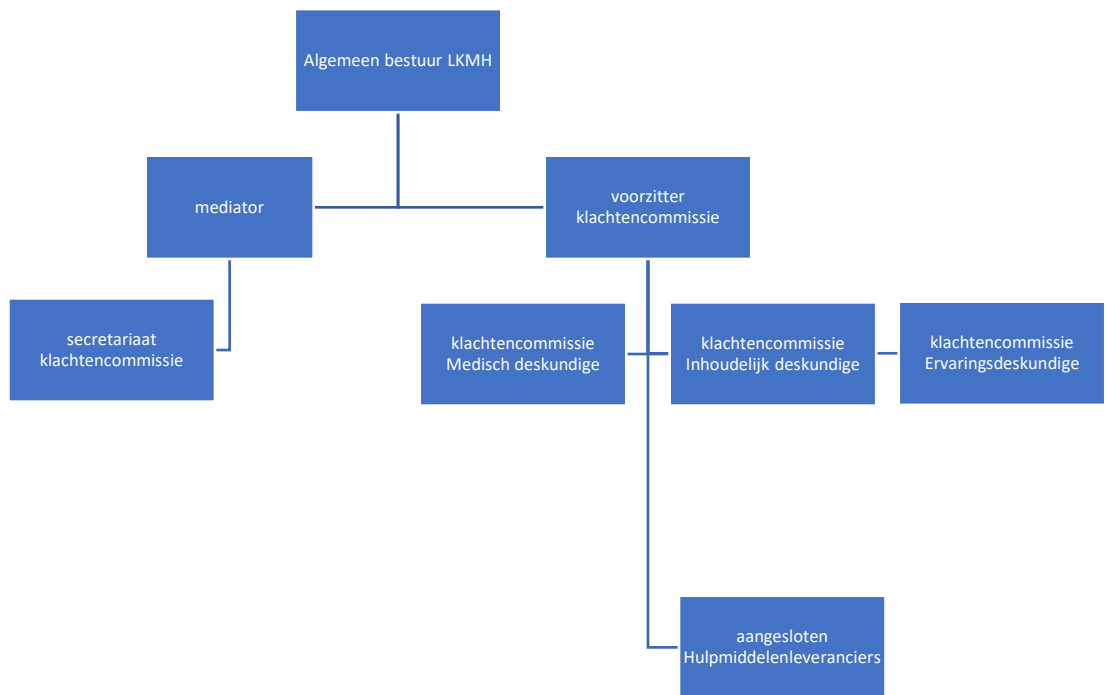 Algemeen bestuur LKMH
mediator
voorzitter
klachtencommissie
secretariaat
klachtencommissie
klachtencommissie
Medisch deskundige
klachtencommissie
Inhoudelijk deskundige
klachtencommissie
Ervaringsdeskundige
aangesloten
Hulpmiddelenleveranciers